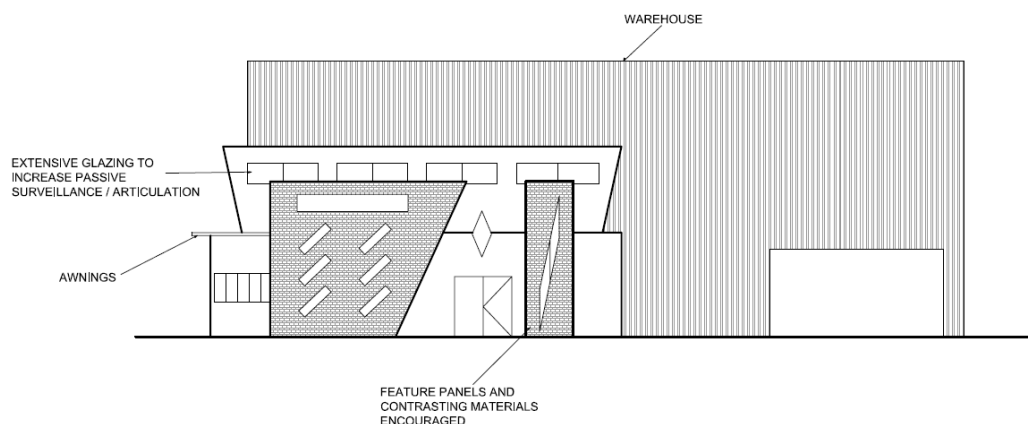 WAREHOUSE
EXTENSIVE GLAZING TO
INCREASE PASSIVE
SURVEILLANCE / ARTICULATION
AWNINGS
FEATURE PANELS AND
CONTRASTING MATERIALS
ENCOURAGED